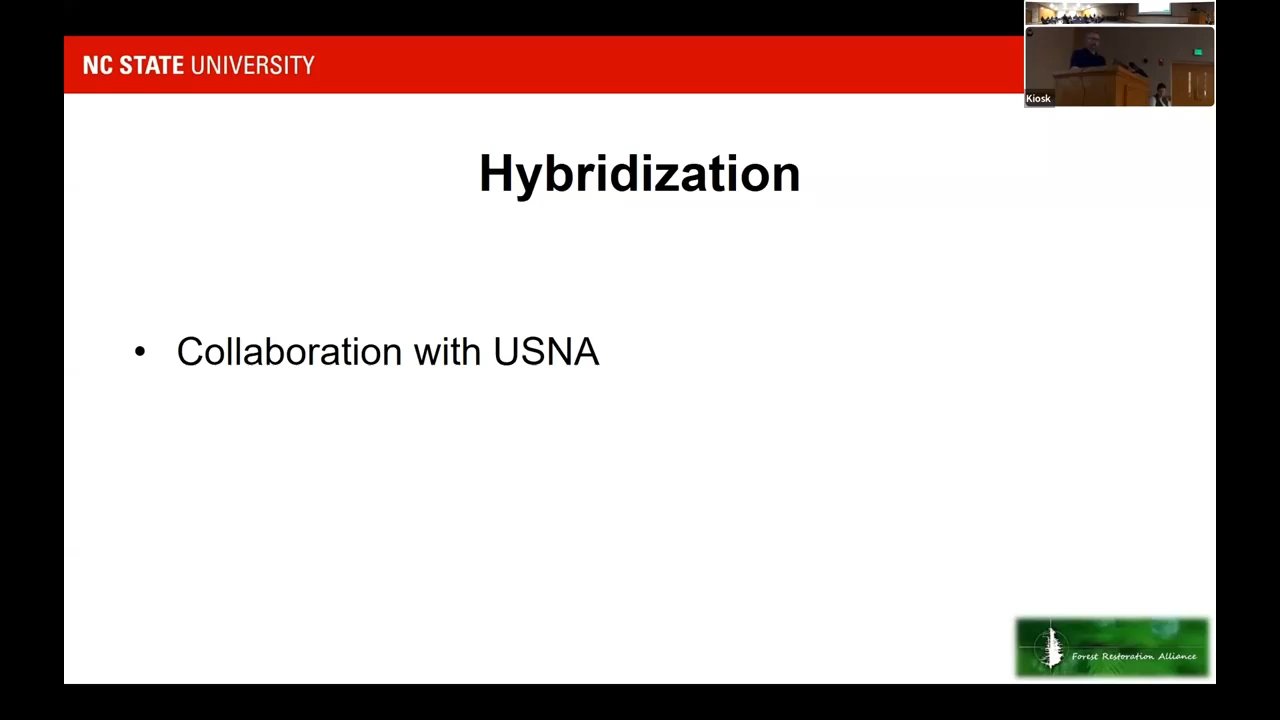 NC STATE UNIVERSITY
Kiosk
Hybridization
• Collaboration with USNA
Forest Restoration Alliance